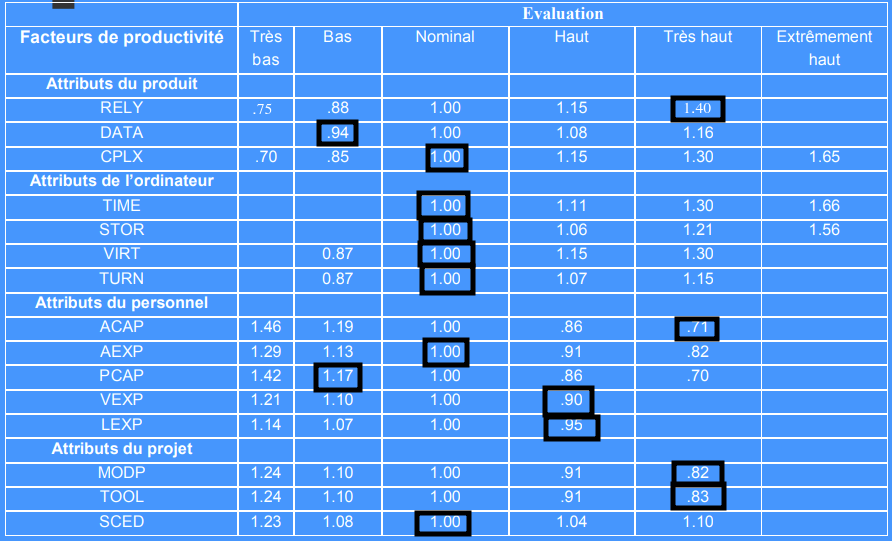 Evaluation
Facteurs de productivité Très bas Bas Nominal Haut Très haut Extrêmement haut
Attributs du produit
RELY .75 .88 1.00 1.15 1.40
DATA .94 1.00 1.08 1.16
CPLX .70 .85 1.00 1.15 1.30 1.65
Attributs de l’ordinateur
TIME 1.00 1.11 1.30 1.66
STOR 1.00 1.06 1.21 1.56
VIRT 0.87 1.00 1.15 1.30
TURN 0.87 1.00 1.07 1.15
Attributs du personnel
ACAP 1.46 1.19 1.00 .86 .71
AEXP 1.29 1.13 1.00 .91 .82
PCAP 1.42 1.17 1.00 .86 .70
VEXP 1.21 1.10 1.00 .90
LEXP 1.14 1.07 1.00 .95
Attributs du projet
MODP 1.24 1.10 1.00 .91 .82
TOOL 1.24 1.10 1.00 .91 .83
SCED 1.23 1.08 1.00 1.04 1.10